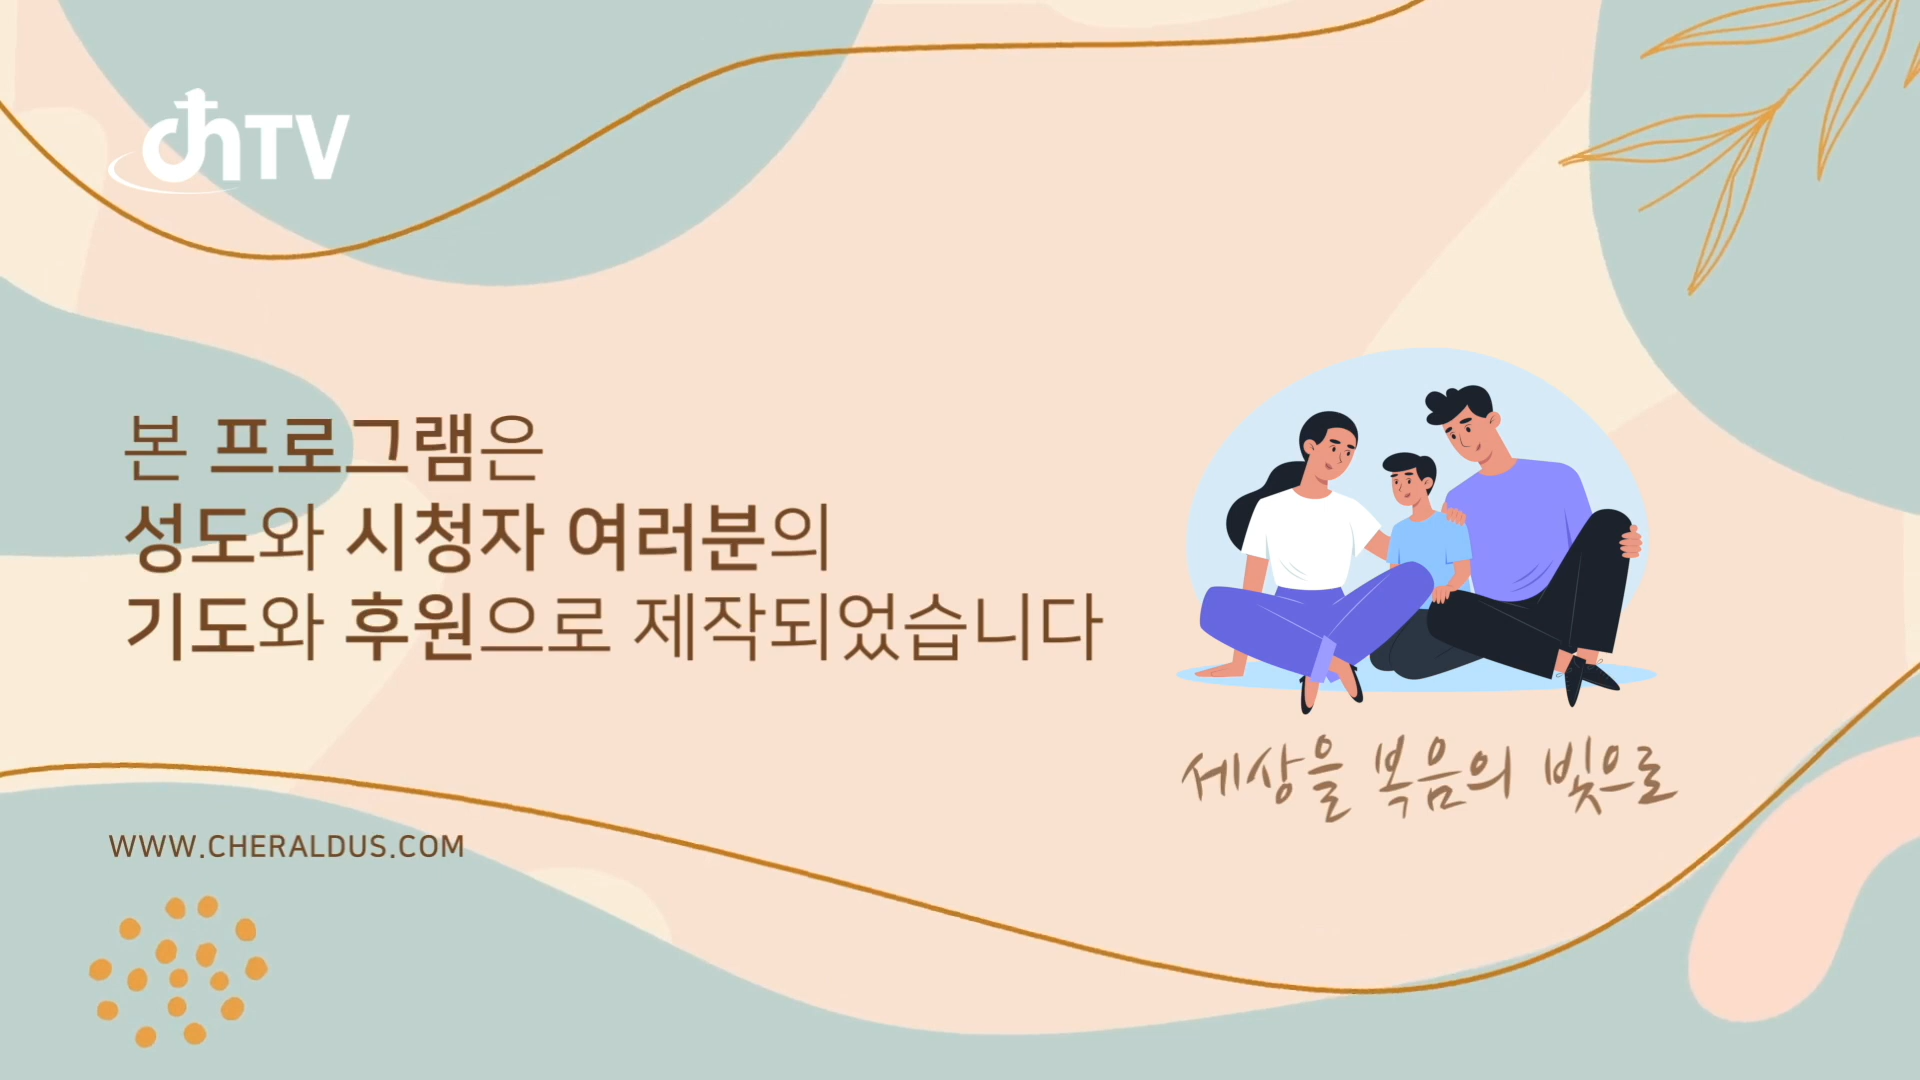 chTV
본 프로그램은
성도와 시청자 여러분의
기도와 후원으로 제작되었습니다
세상을 복음의 빛으로
WWW.CHERALDUS.COM